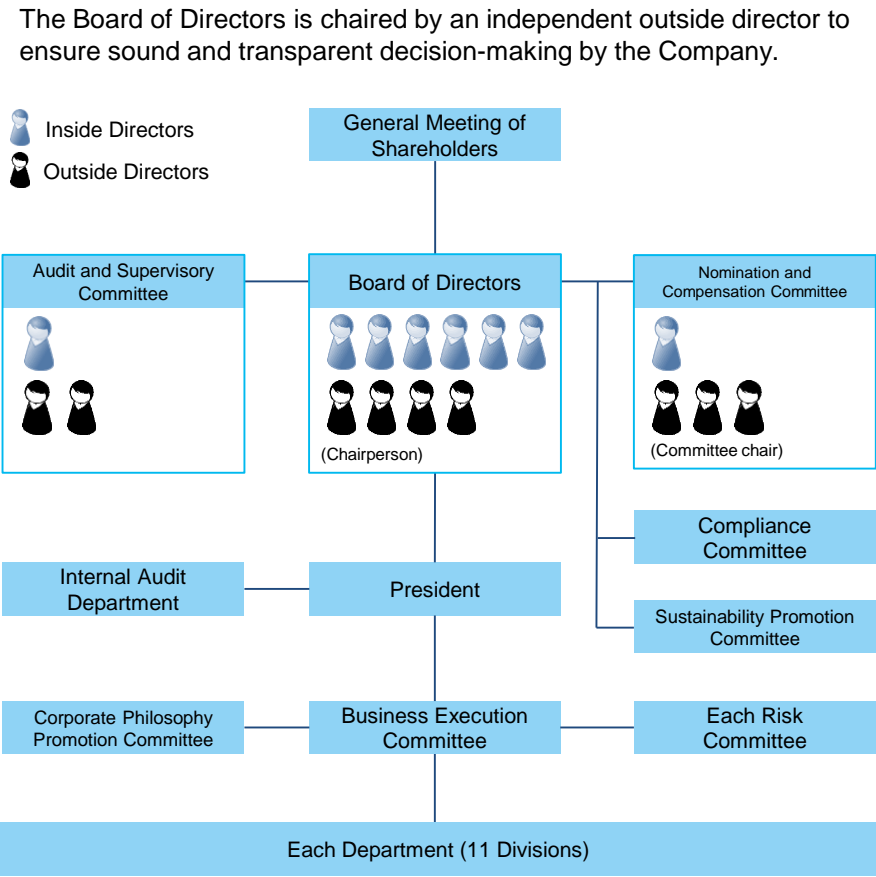 The Board of Directors is chaired by an independent outside director to
ensure sound and transparent decision-making by the Company.
Inside Directors
Outside Directors
General Meeting of
Shareholders
Audit and Supervisory
Committee
Board of Directors
Nomination and
Compensation Committee
(Chairperson)
(Committee chair)
Compliance
Committee
Internal Audit
Department
President
Sustainability Promotion
Committee
Corporate Philosophy
Promotion Committee
Business Execution
Committee
Each Risk
Committee
Each Department (11 Divisions)